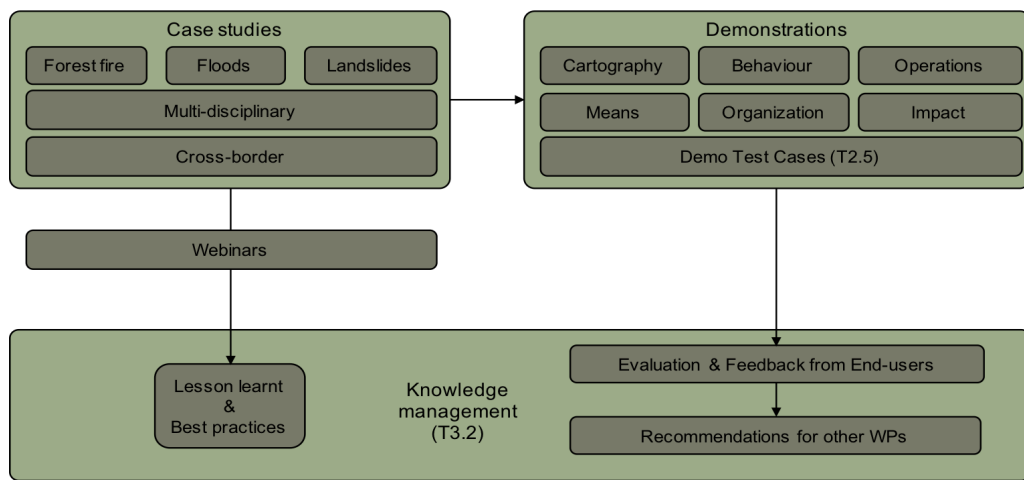 Case studies
Forest fire
Floods
Landslides
Multi-disciplinary
Cross-border
Demonstrations
Cartography
Behaviour
Operations
Means
Organization
Impact
Demo Test Cases (T2.5)
Webinars
Lesson learnt
&
Best practices
Knowledge
management
(T3.2)
Evaluation & Feedback from End-users
Recommendations for other WPs